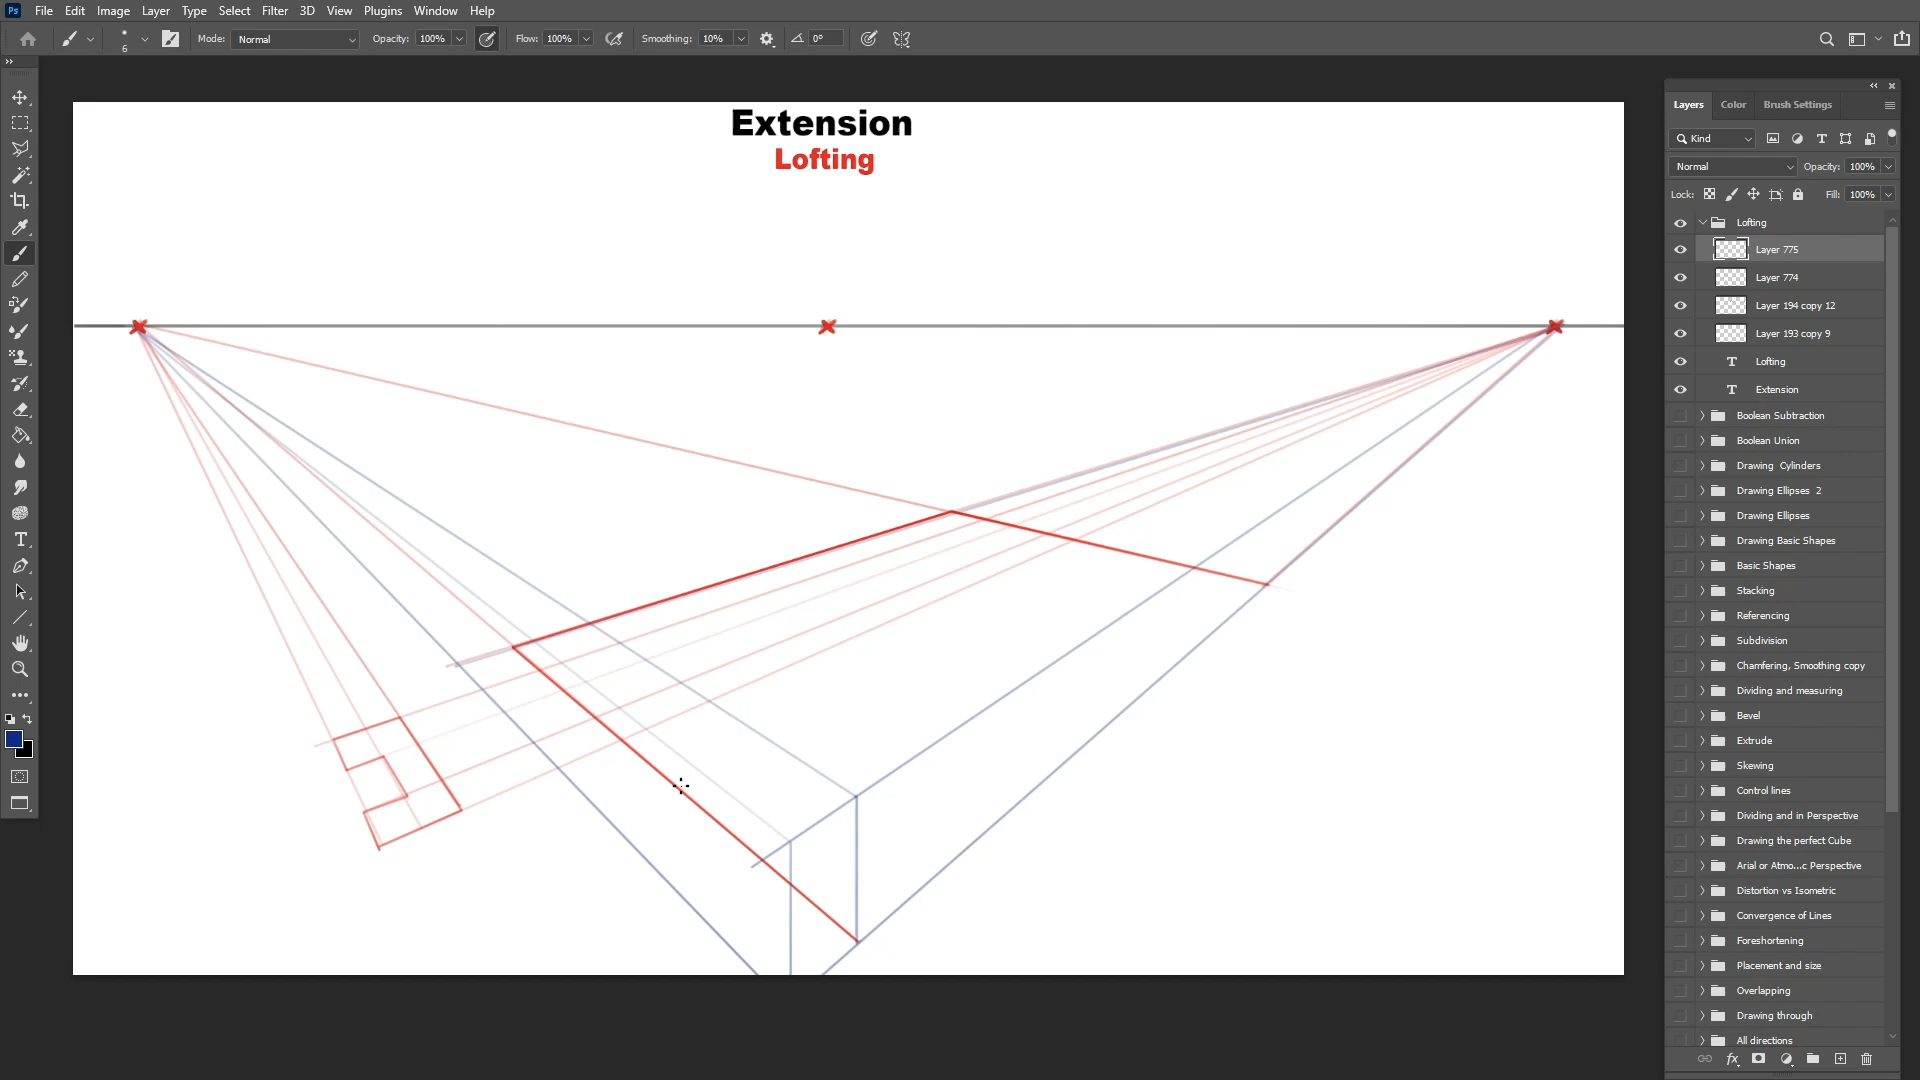 Ps File Edit Image Layer Type Select Filter 3D View Plugins Window Help
6 Mode: Normal Opacity: 100% Flow: 100% Smoothing: 10% 0°
Layers Color Brush Settings
Kind
Normal Opacity: 100%
Lock: Fill: 100%
Extension
Lofting
Lofting
Layer 775
Layer 774
Layer 194 copy 12
Layer 193 copy 9
Lofting
Extension
Boolean Subtraction
Boolean Union
Drawing Cylinders
Drawing Ellipses 2
Drawing Ellipses
Drawing Basic Shapes
Basic Shapes
Stacking
Referencing
Subdivision
Chamfering, Smoothing copy
Dividing and measuring
Bevel
Extrude
Skewing
Control lines
Dividing and in Perspective
Drawing the perfect Cube
Arial or Atmo...c Perspective
Distortion vs Isometric
Convergence of Lines
Foreshortening
Placement and size
Overlapping
Drawing through
All directions
fx